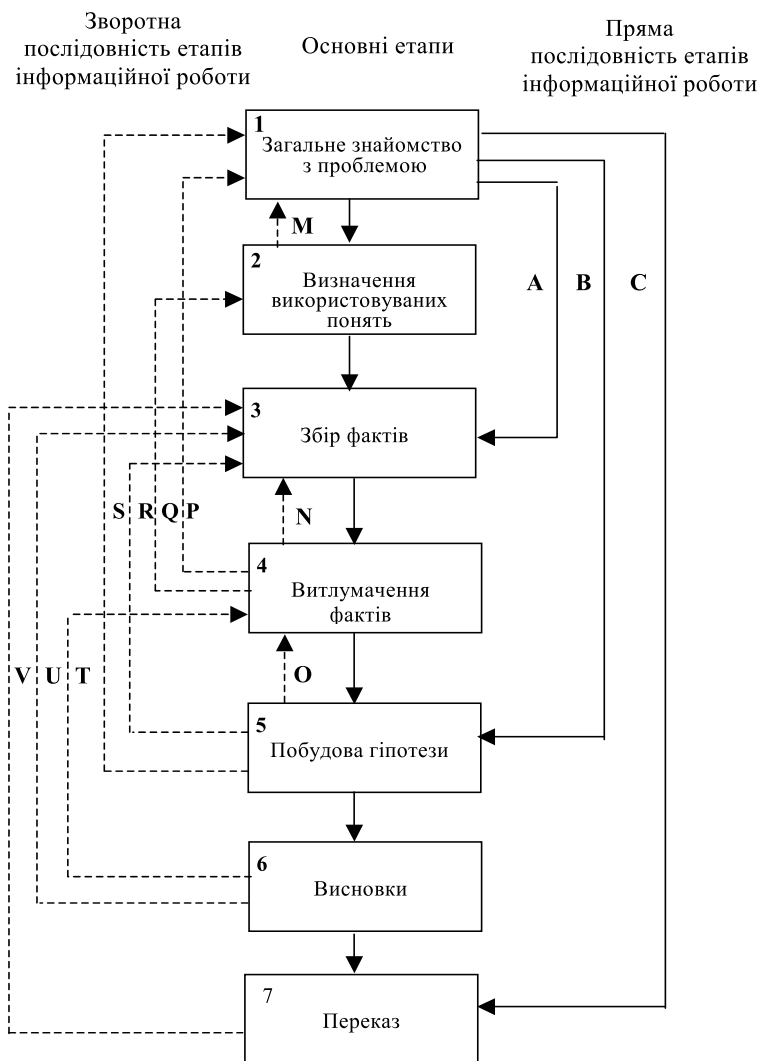 Зворотна
послідовність етапів
інформаційної роботи
Основні етапи
Пряма
послідовність етапів
інформаційної роботи
1
Загальне знайомство
з проблемою
M
2
Визначення
використовуваних
понять
A B C
3
Збір фактів
S R Q P
N
4
Витлумачення
фактів
V U T
O
5
Побудова гіпотези
6
Висновки
7
Переказ